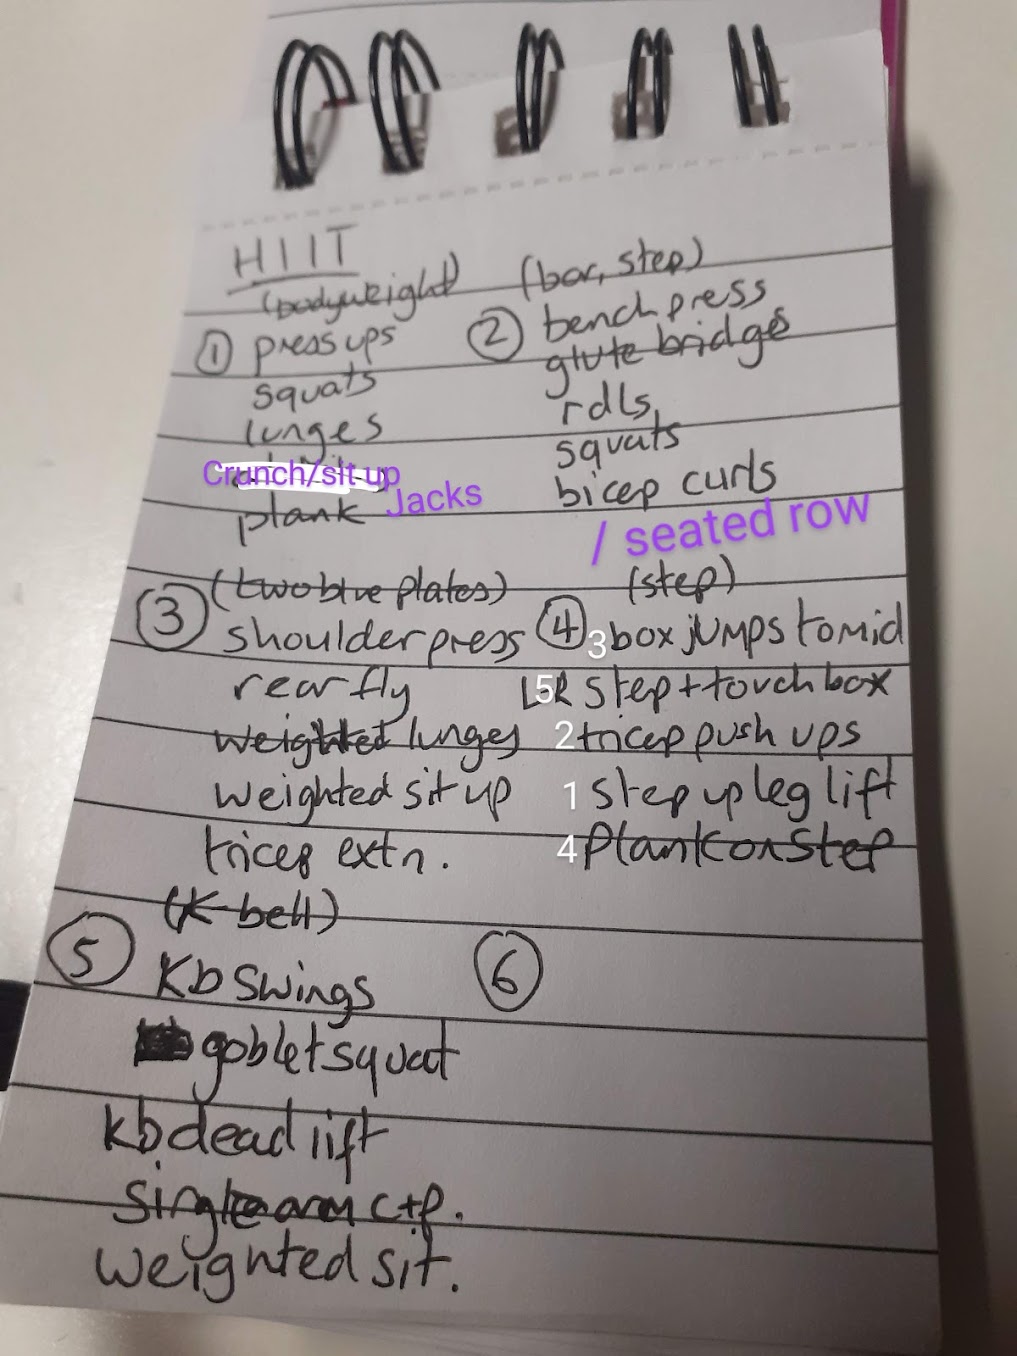 HIIT
(bodyweight)
① press ups
squats
lunges
Crunch/sit up
plank Jacks
(bar, step)
② bench press
glute bridge
rdls
squats
bicep curls
/ seated row
(two blue plates)
③ shoulder press
rear fly
weighted lunges
weighted sit up
tricep extn.
(step)
④ 3 box jumps to mid
L5R step + touch box
2 tricep push ups
1 step up leg lift
4 plank on step
(K-bell)
⑤ Kb swings
goblet squat
kb dead lift
single arm c+p.
weighted sit.
⑥